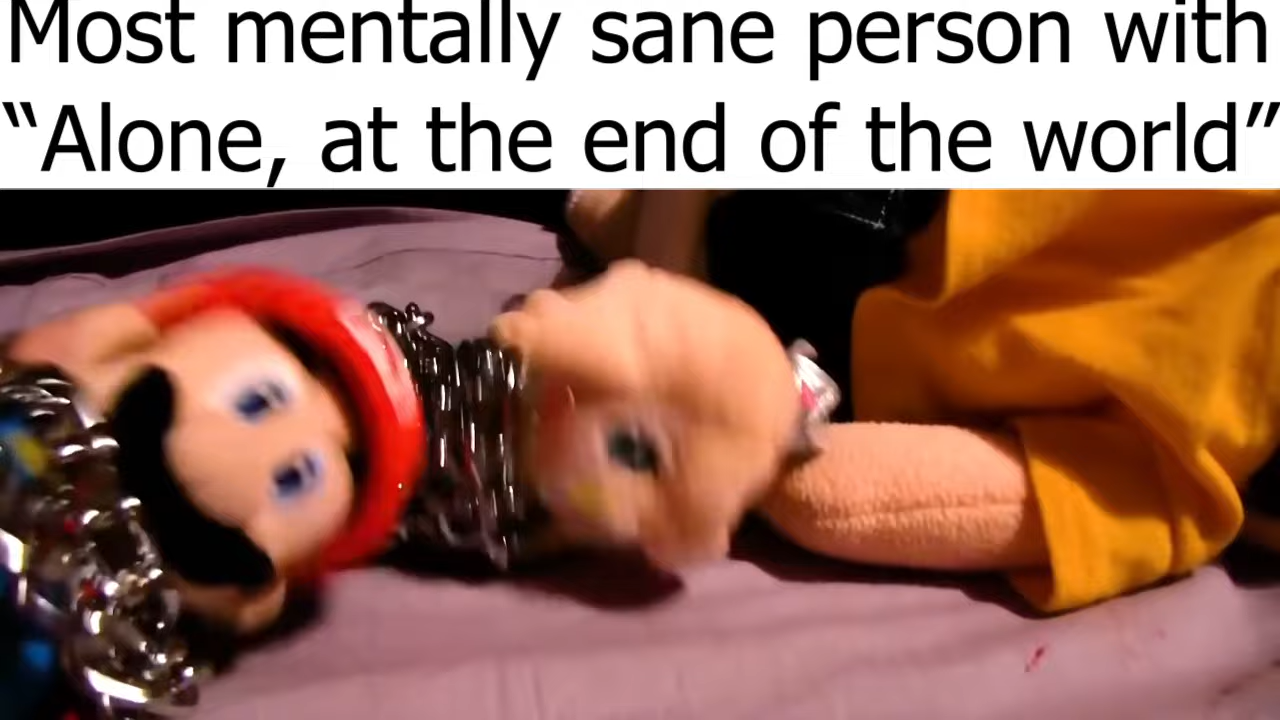 Most mentally sane person with
“Alone, at the end of the world”